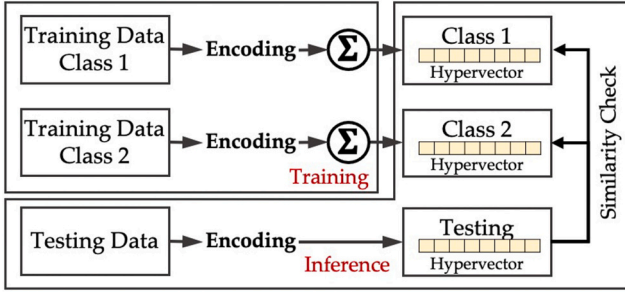 Training Data
Class 1
Encoding
Σ
Class 1
Hypervector
Training Data
Class 2
Encoding
Σ
Class 2
Hypervector
Training
Testing Data
Encoding
Inference
Testing
Hypervector
Similarity Check